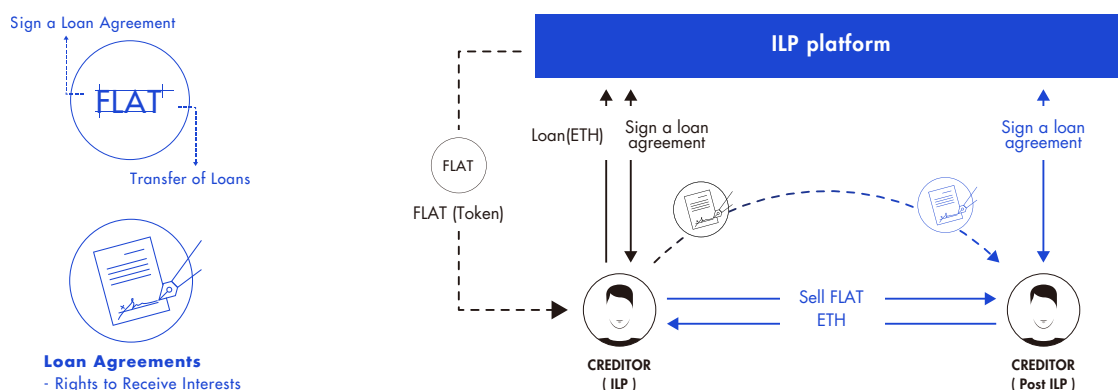 Sign a Loan Agreement
FLAT
Transfer of Loans
Loan Agreements
- Rights to Receive Interests
ILP platform
Loan(ETH)
Sign a loan
agreement
Sign a loan
agreement
FLAT
FLAT (Token)
Sell FLAT
ETH
CREDITOR
( ILP )
CREDITOR
( Post ILP )